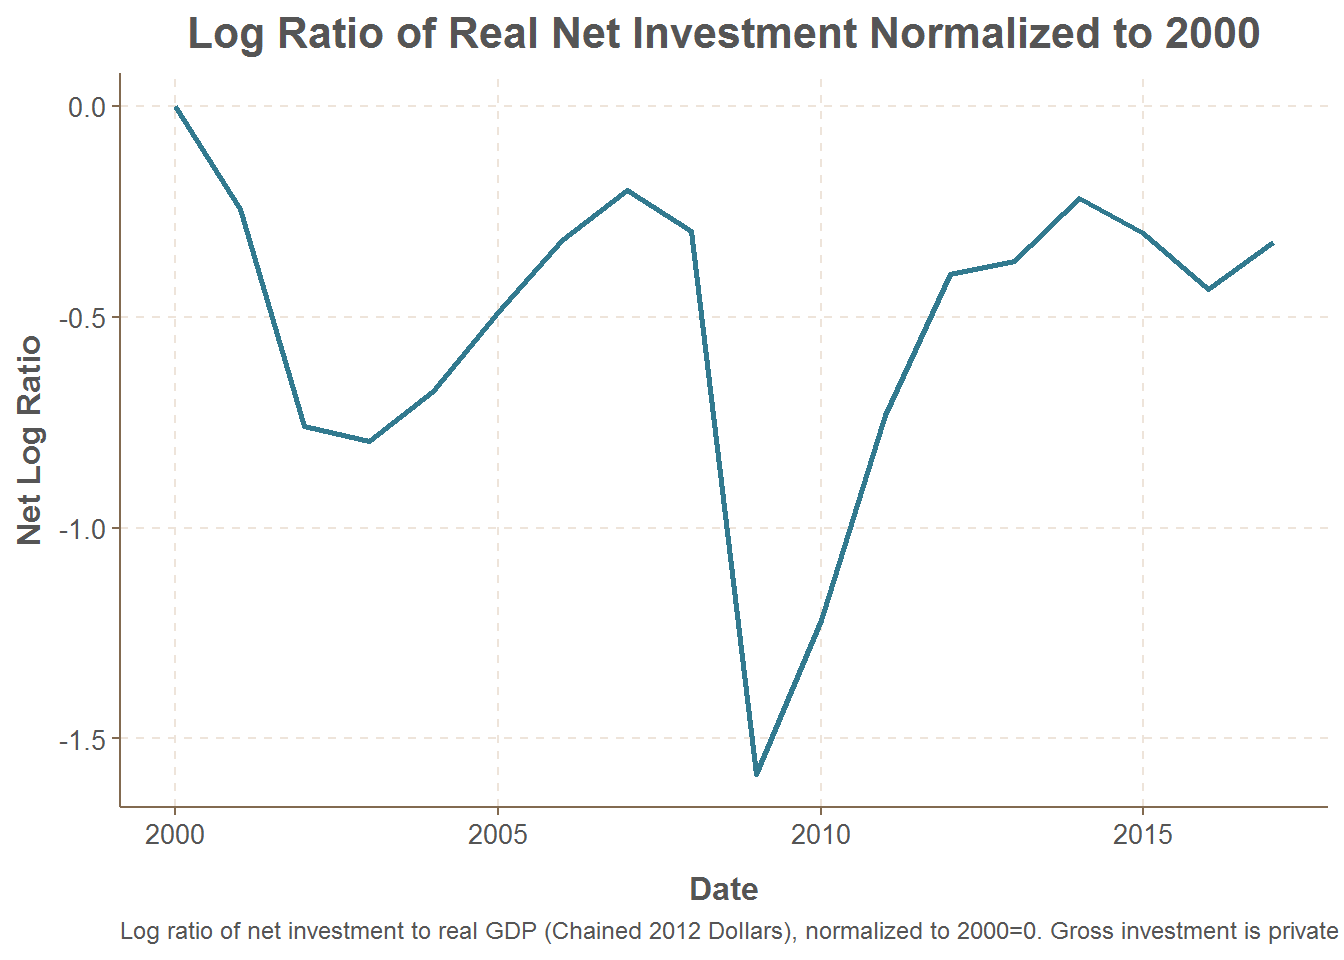 Log Ratio of Real Net Investment Normalized to 2000
Net Log Ratio
0.0
-0.5
-1.0
-1.5
2000 2005 2010 2015
Date
Log ratio of net investment to real GDP (Chained 2012 Dollars), normalized to 2000=0. Gross investment is private